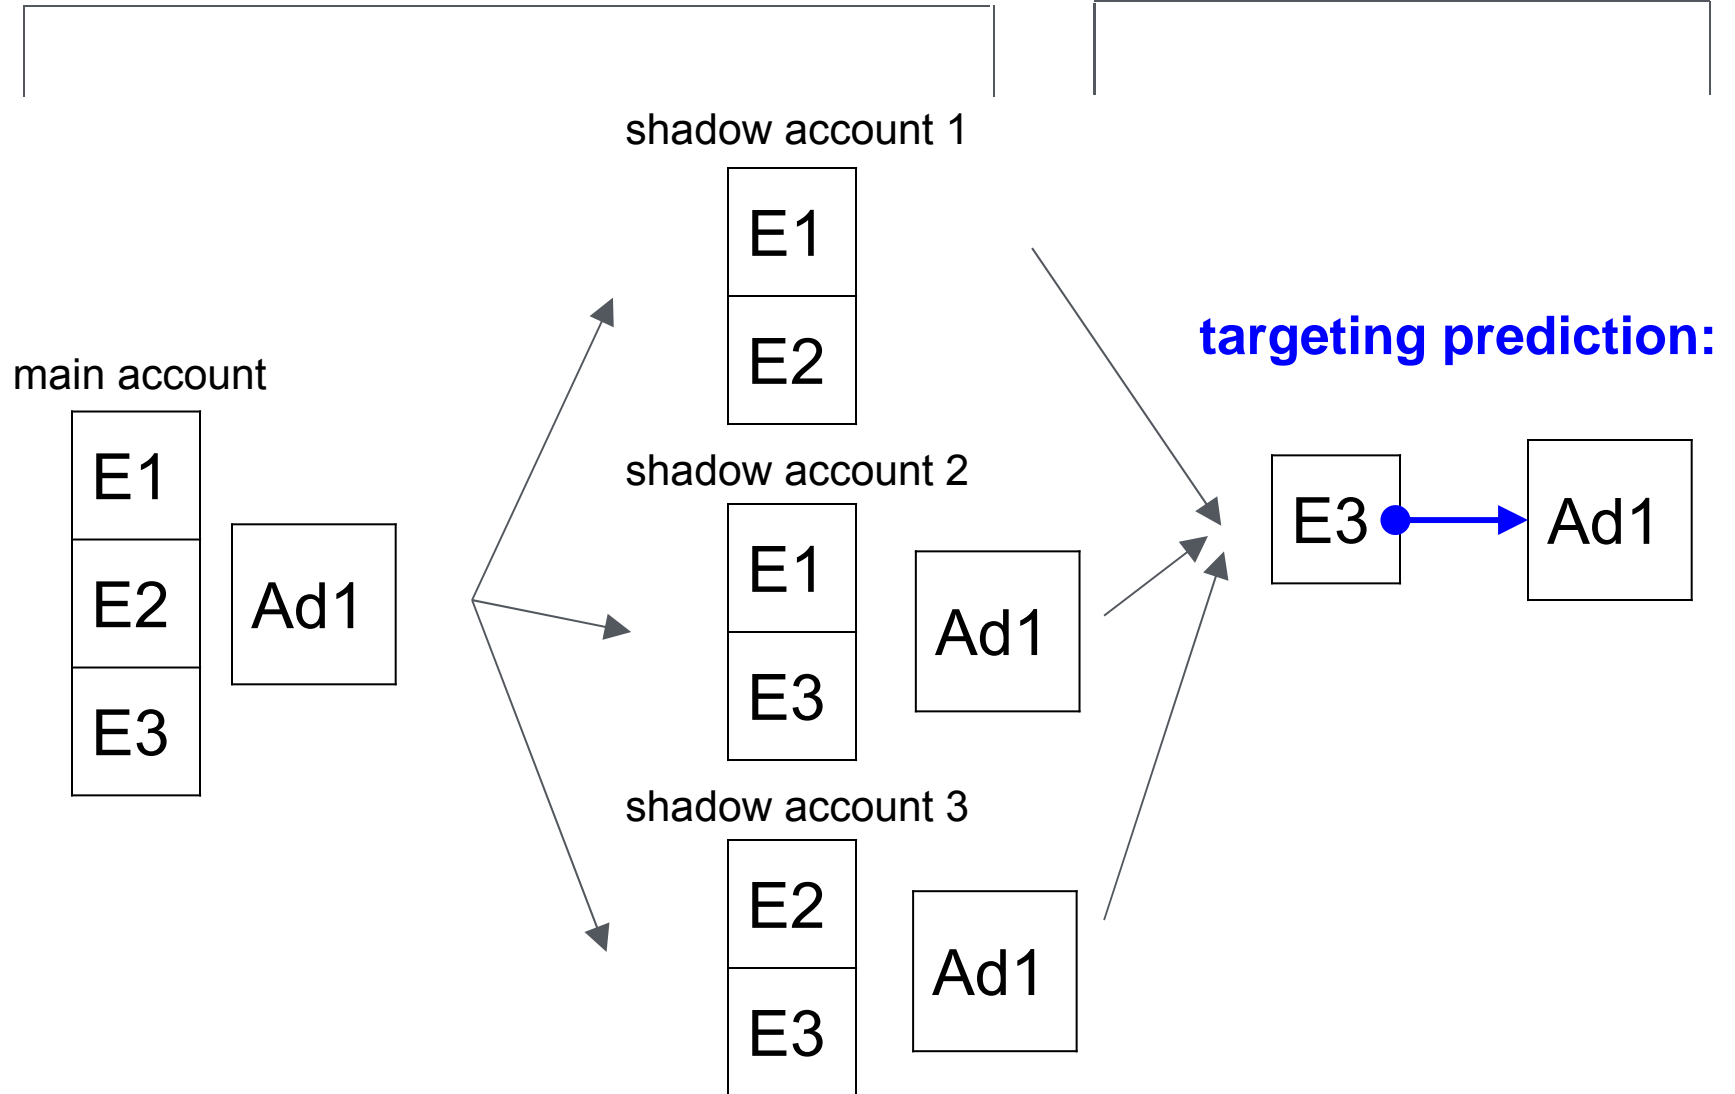 main account
E1
E2
E3
Ad1
shadow account 1
E1
E2
shadow account 2
E1
E3
Ad1
shadow account 3
E2
E3
Ad1
targeting prediction:
E3
Ad1